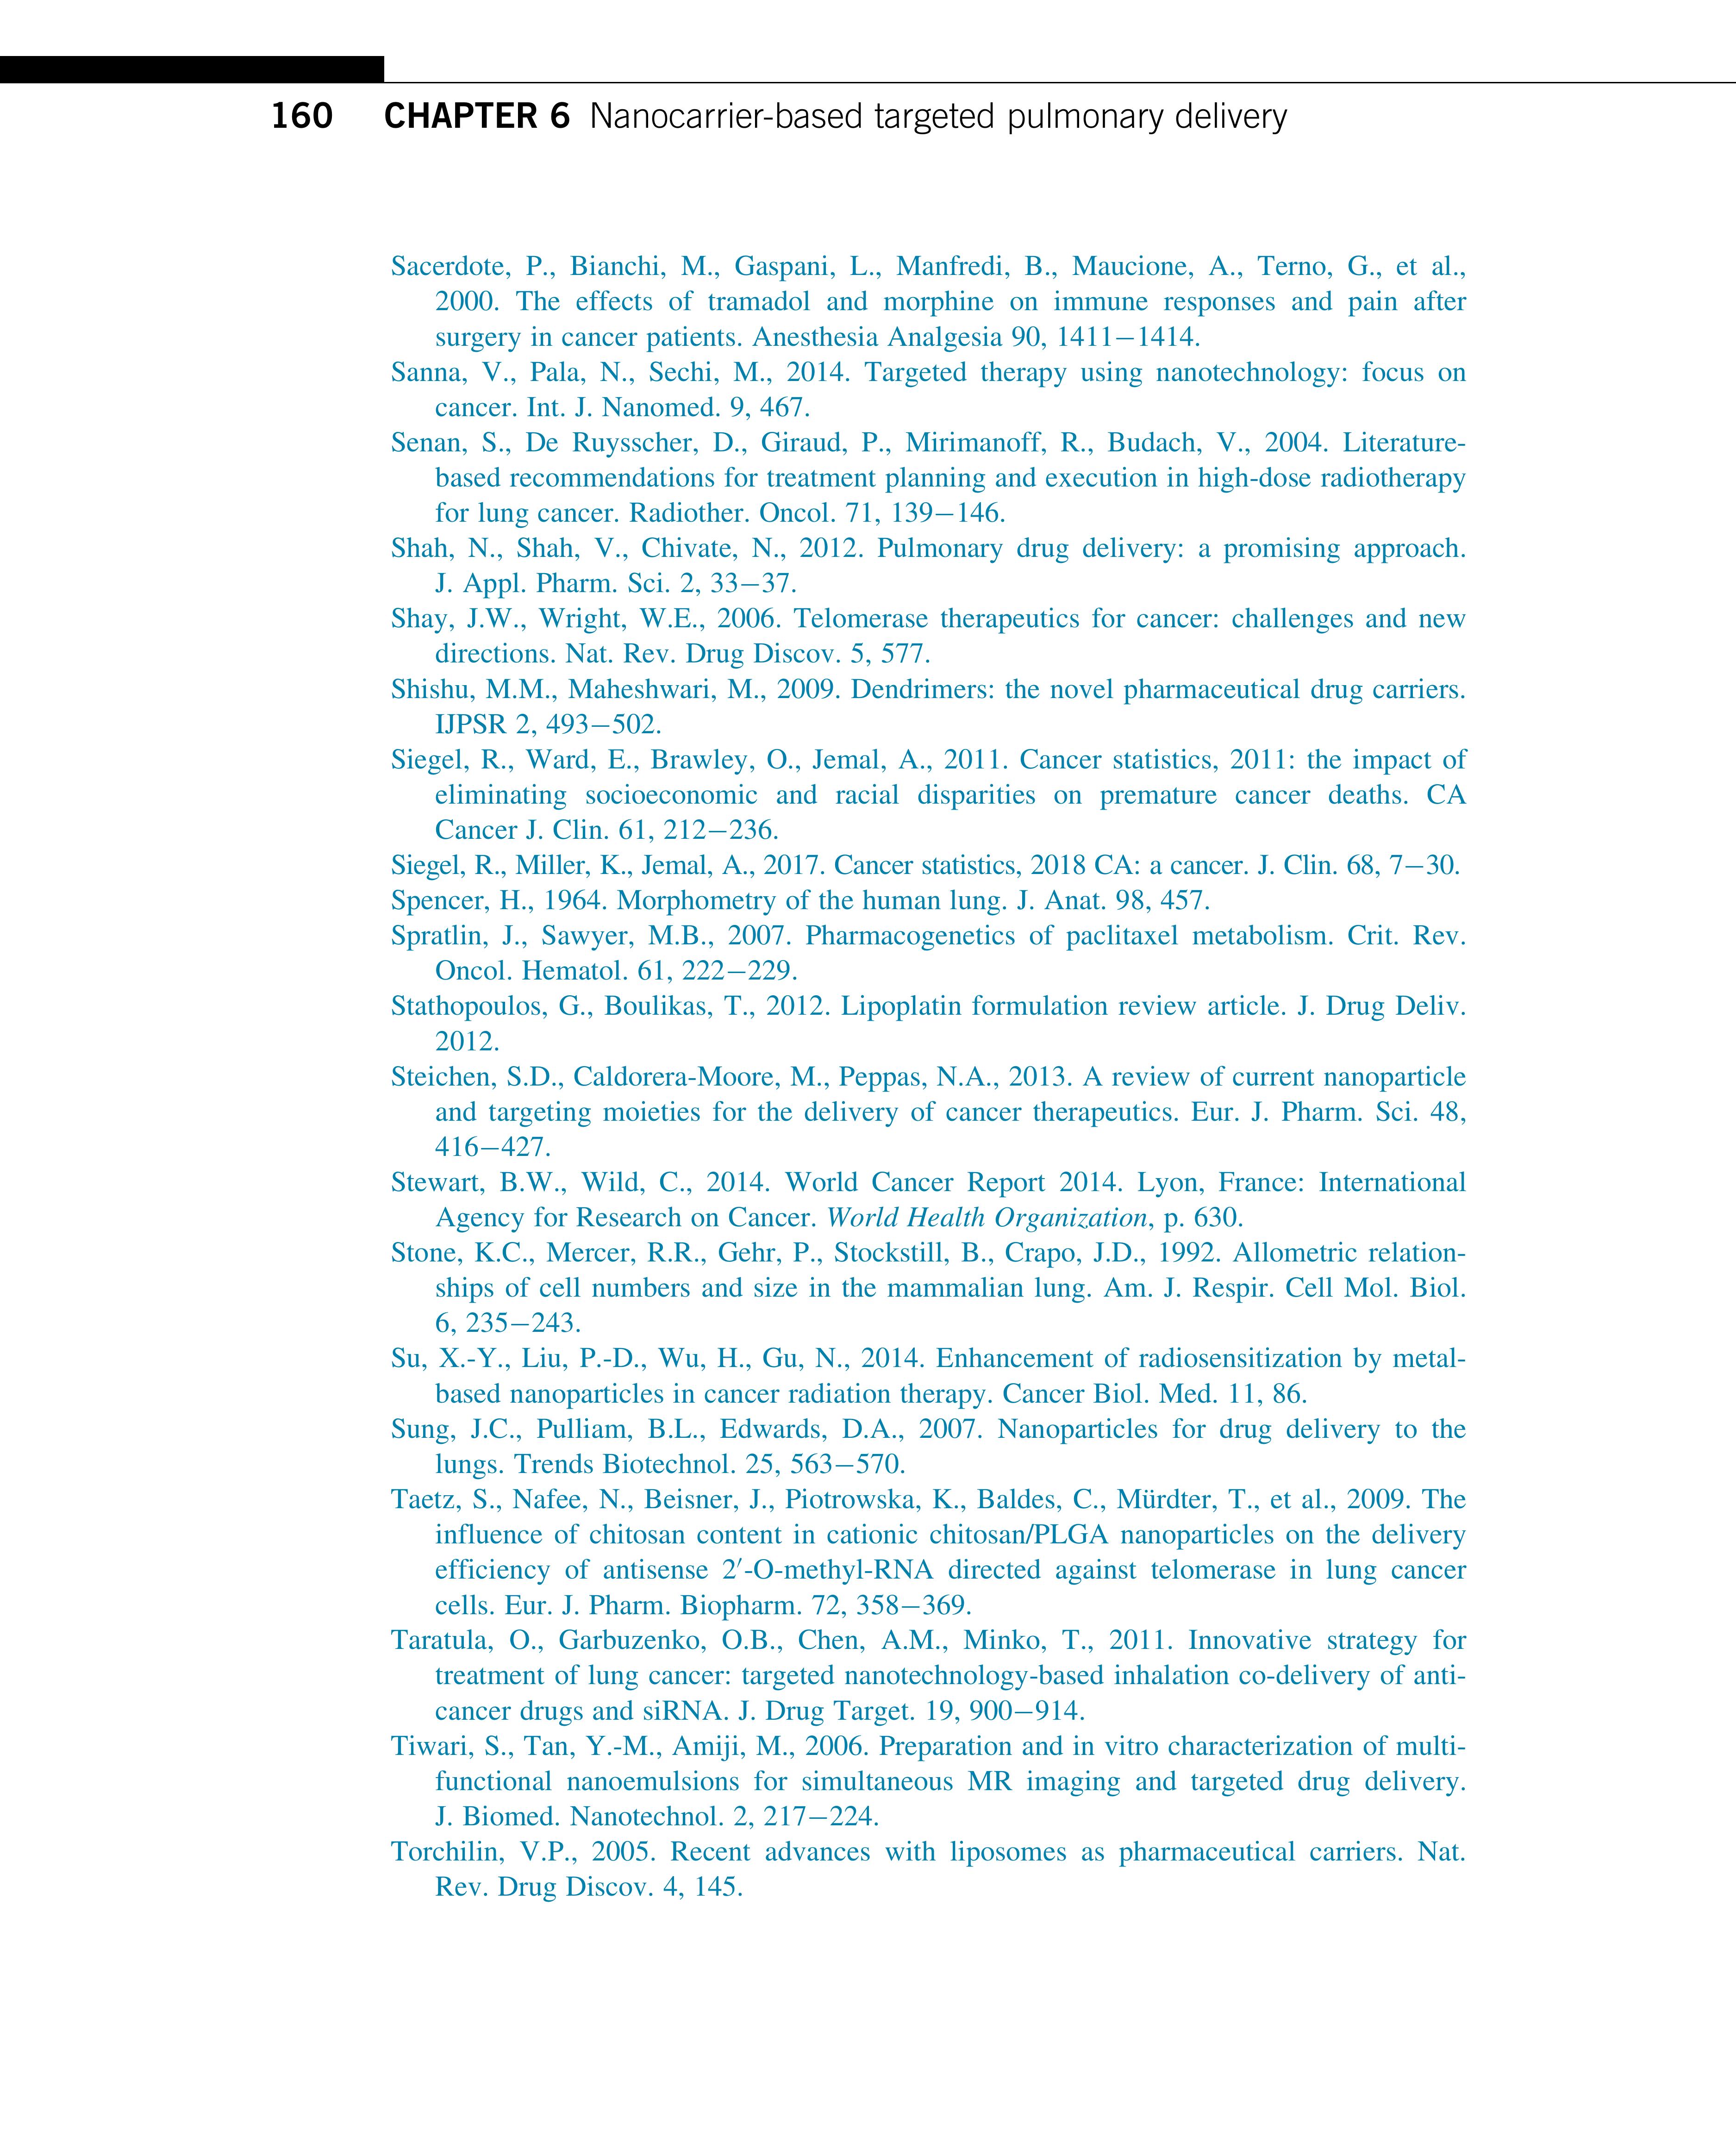 160 CHAPTER 6 Nanocarrier-based targeted pulmonary delivery
Sacerdote, P., Bianchi, M., Gaspani, L., Manfredi, B., Maucione, A., Terno, G., et al.,
2000. The effects of tramadol and morphine on immune responses and pain after
surgery in cancer patients. Anesthesia Analgesia 90, 1411−1414.
Sanna, V., Pala, N., Sechi, M., 2014. Targeted therapy using nanotechnology: focus on
cancer. Int. J. Nanomed. 9, 467.
Senan, S., De Ruysscher, D., Giraud, P., Mirimanoff, R., Budach, V., 2004. Literature-
based recommendations for treatment planning and execution in high-dose radiotherapy
for lung cancer. Radiother. Oncol. 71, 139−146.
Shah, N., Shah, V., Chivate, N., 2012. Pulmonary drug delivery: a promising approach.
J. Appl. Pharm. Sci. 2, 33−37.
Shay, J.W., Wright, W.E., 2006. Telomerase therapeutics for cancer: challenges and new
directions. Nat. Rev. Drug Discov. 5, 577.
Shishu, M.M., Maheshwari, M., 2009. Dendrimers: the novel pharmaceutical drug carriers.
IJPSR 2, 493−502.
Siegel, R., Ward, E., Brawley, O., Jemal, A., 2011. Cancer statistics, 2011: the impact of
eliminating socioeconomic and racial disparities on premature cancer deaths. CA
Cancer J. Clin. 61, 212−236.
Siegel, R., Miller, K., Jemal, A., 2017. Cancer statistics, 2018 CA: a cancer. J. Clin. 68, 7−30.
Spencer, H., 1964. Morphometry of the human lung. J. Anat. 98, 457.
Spratlin, J., Sawyer, M.B., 2007. Pharmacogenetics of paclitaxel metabolism. Crit. Rev.
Oncol. Hematol. 61, 222−229.
Stathopoulos, G., Boulikas, T., 2012. Lipoplatin formulation review article. J. Drug Deliv.
2012.
Steichen, S.D., Caldorera-Moore, M., Peppas, N.A., 2013. A review of current nanoparticle
and targeting moieties for the delivery of cancer therapeutics. Eur. J. Pharm. Sci. 48,
416−427.
Stewart, B.W., Wild, C., 2014. World Cancer Report 2014. Lyon, France: International
Agency for Research on Cancer. World Health Organization, p. 630.
Stone, K.C., Mercer, R.R., Gehr, P., Stockstill, B., Crapo, J.D., 1992. Allometric relation-
ships of cell numbers and size in the mammalian lung. Am. J. Respir. Cell Mol. Biol.
6, 235−243.
Su, X.-Y., Liu, P.-D., Wu, H., Gu, N., 2014. Enhancement of radiosensitization by metal-
based nanoparticles in cancer radiation therapy. Cancer Biol. Med. 11, 86.
Sung, J.C., Pulliam, B.L., Edwards, D.A., 2007. Nanoparticles for drug delivery to the
lungs. Trends Biotechnol. 25, 563−570.
Taetz, S., Nafee, N., Beisner, J., Piotrowska, K., Baldes, C., Mürdter, T., et al., 2009. The
influence of chitosan content in cationic chitosan/PLGA nanoparticles on the delivery
efficiency of antisense 2′-O-methyl-RNA directed against telomerase in lung cancer
cells. Eur. J. Pharm. Biopharm. 72, 358−369.
Taratula, O., Garbuzenko, O.B., Chen, A.M., Minko, T., 2011. Innovative strategy for
treatment of lung cancer: targeted nanotechnology-based inhalation co-delivery of anti-
cancer drugs and siRNA. J. Drug Target. 19, 900−914.
Tiwari, S., Tan, Y.-M., Amiji, M., 2006. Preparation and in vitro characterization of multi-
functional nanoemulsions for simultaneous MR imaging and targeted drug delivery.
J. Biomed. Nanotechnol. 2, 217−224.
Torchilin, V.P., 2005. Recent advances with liposomes as pharmaceutical carriers. Nat.
Rev. Drug Discov. 4, 145.